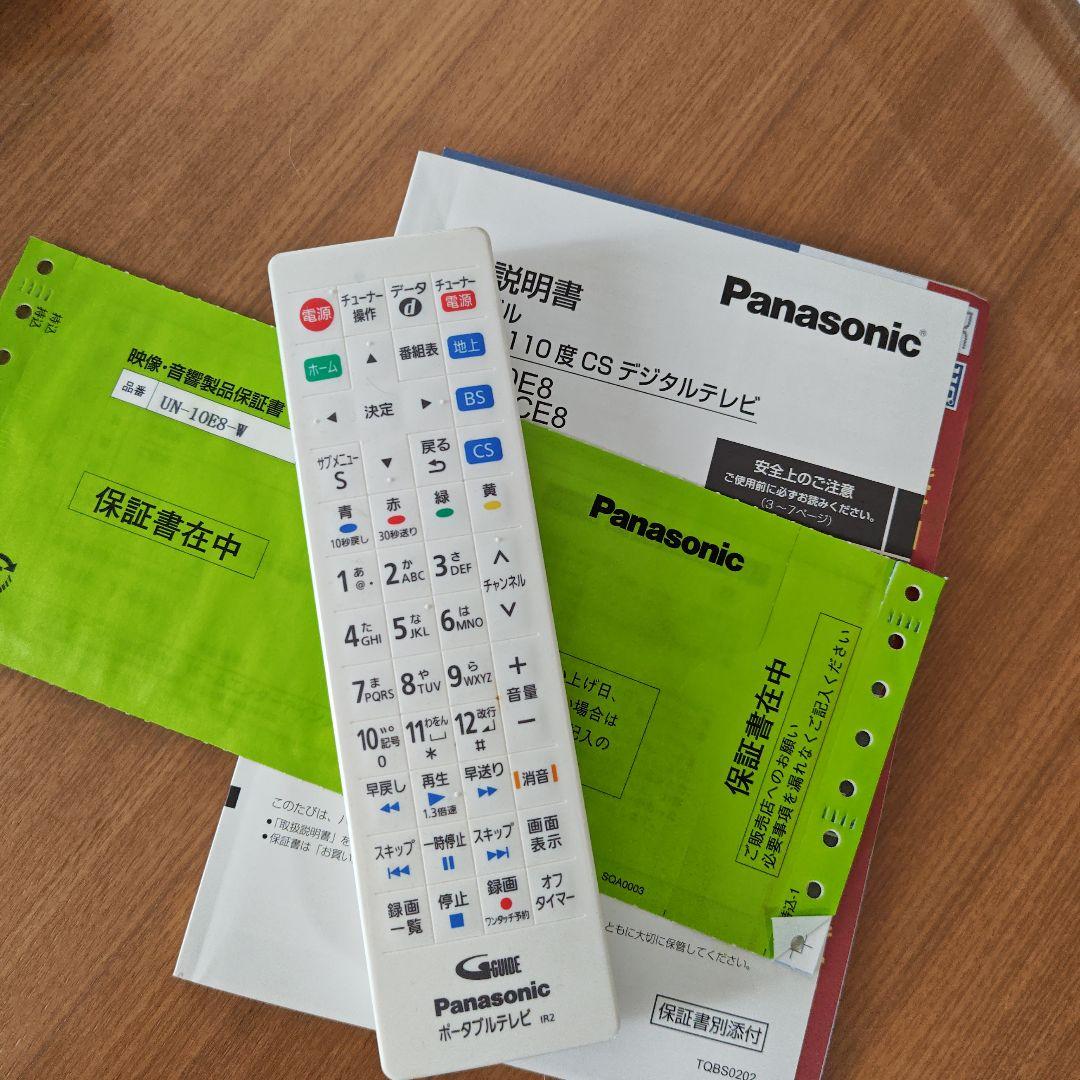 説明書
Panasonic®
ル
110度CSデジタルテレビ
0E8
CE8
安全上のご注意
ご使用前に必ずお読みください。
(3～7ページ)
持込
持込
映像・音響製品保証書
品番 UN-10E8-W
保証書在中
Panasonic
上げ日、
場合は
記入の
保証書在中
ご販売店へのお願い
必要事項を漏れなくご記入ください
SQA0003
持込-1
このたびは、
●「取扱説明書」を
●保証書は「お買い
ともに大切に保管してください。
保証書別添付
TQBS0202
電源
チューナー操作
データ
d
チューナー
電源
ホーム
▲
番組表
地上
◀
決定
▶
BS
サブメニュー
S
▼
戻る
CS
青
10秒戻し
赤
30秒送り
緑
黄
1 あ @.
2 か ABC
3 さ DEF
∧
チャンネル
∨
4 た GHI
5 な JKL
6 は MNO
7 ま PQRS
8 や TUV
9 ら WXYZ
+
音量
−
10 記号 0
11 わをん *
12 改行 #
早戻し
◀◀
再生
▶
1.3倍速
早送り
▶▶
消音
スキップ
|◀◀
一時停止
スキップ
▶▶|
画面
表示
録画
一覧
停止
■
録画
●
ワンタッチ予約
オフ
タイマー
G GUIDE
Panasonic
ポータブルテレビ IR2